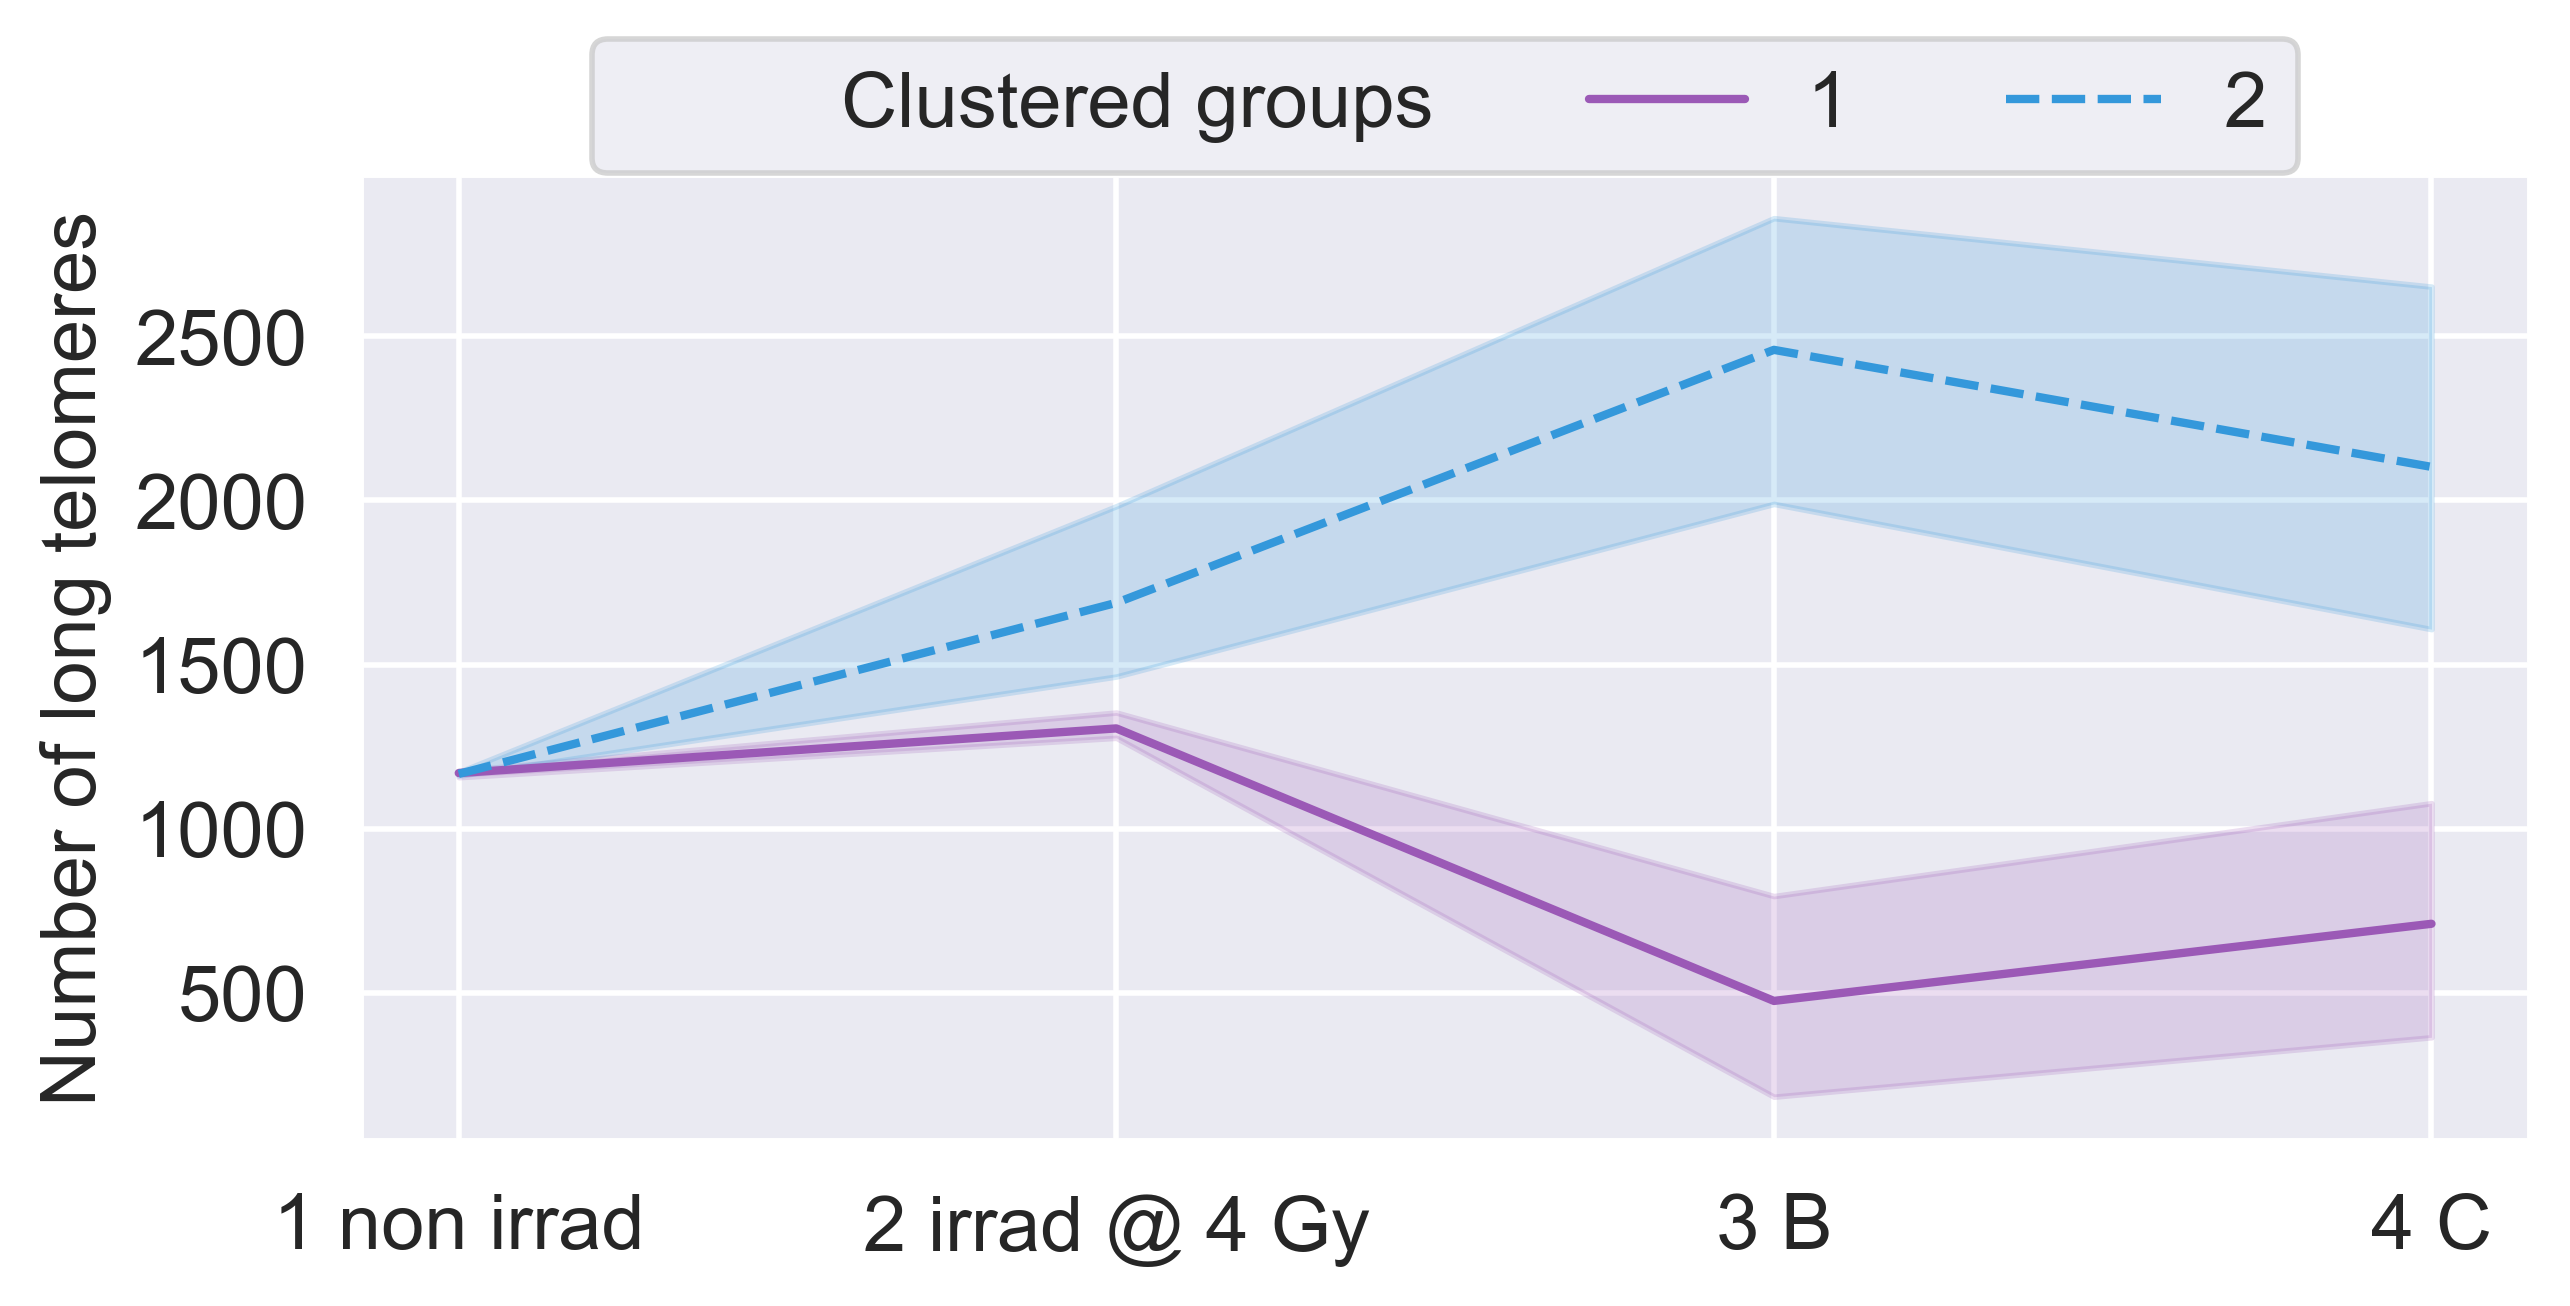 Clustered groups 1 2
Number of long telomeres
2500
2000
1500
1000
500
1 non irrad
2 irrad @ 4 Gy
3 B
4 C